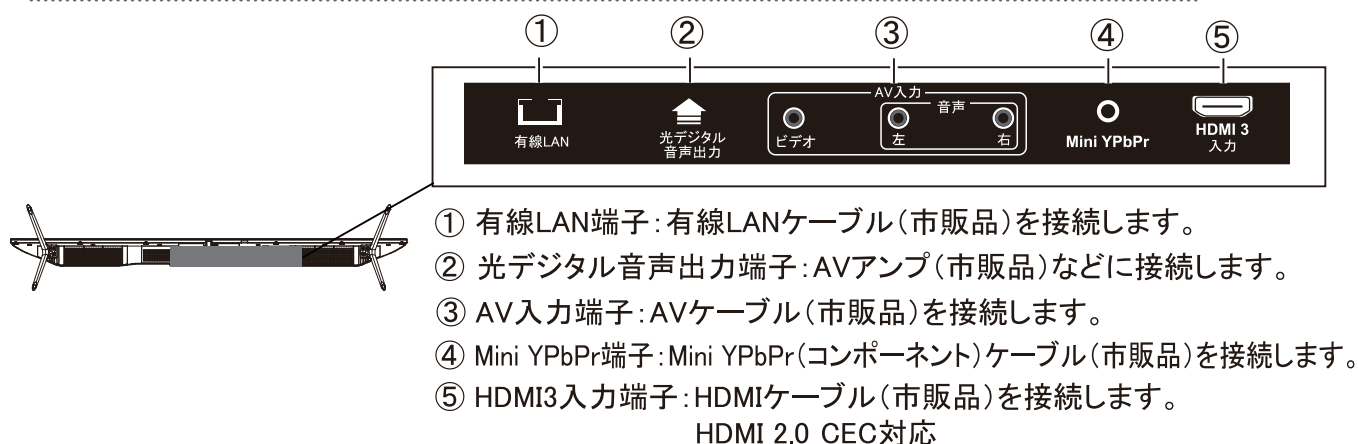 ① ② ③ ④ ⑤
AV入力
音声
有線LAN
光デジタル
音声出力
ビデオ
左
右
Mini YPbPr
HDMI 3
入力
① 有線LAN端子:有線LANケーブル(市販品)を接続します。
② 光デジタル音声出力端子:AVアンプ(市販品)などに接続します。
③ AV入力端子:AVケーブル(市販品)を接続します。
④ Mini YPbPr端子:Mini YPbPr(コンポーネント)ケーブル(市販品)を接続します。
⑤ HDMI3入力端子:HDMIケーブル(市販品)を接続します。
HDMI 2.0 CEC対応